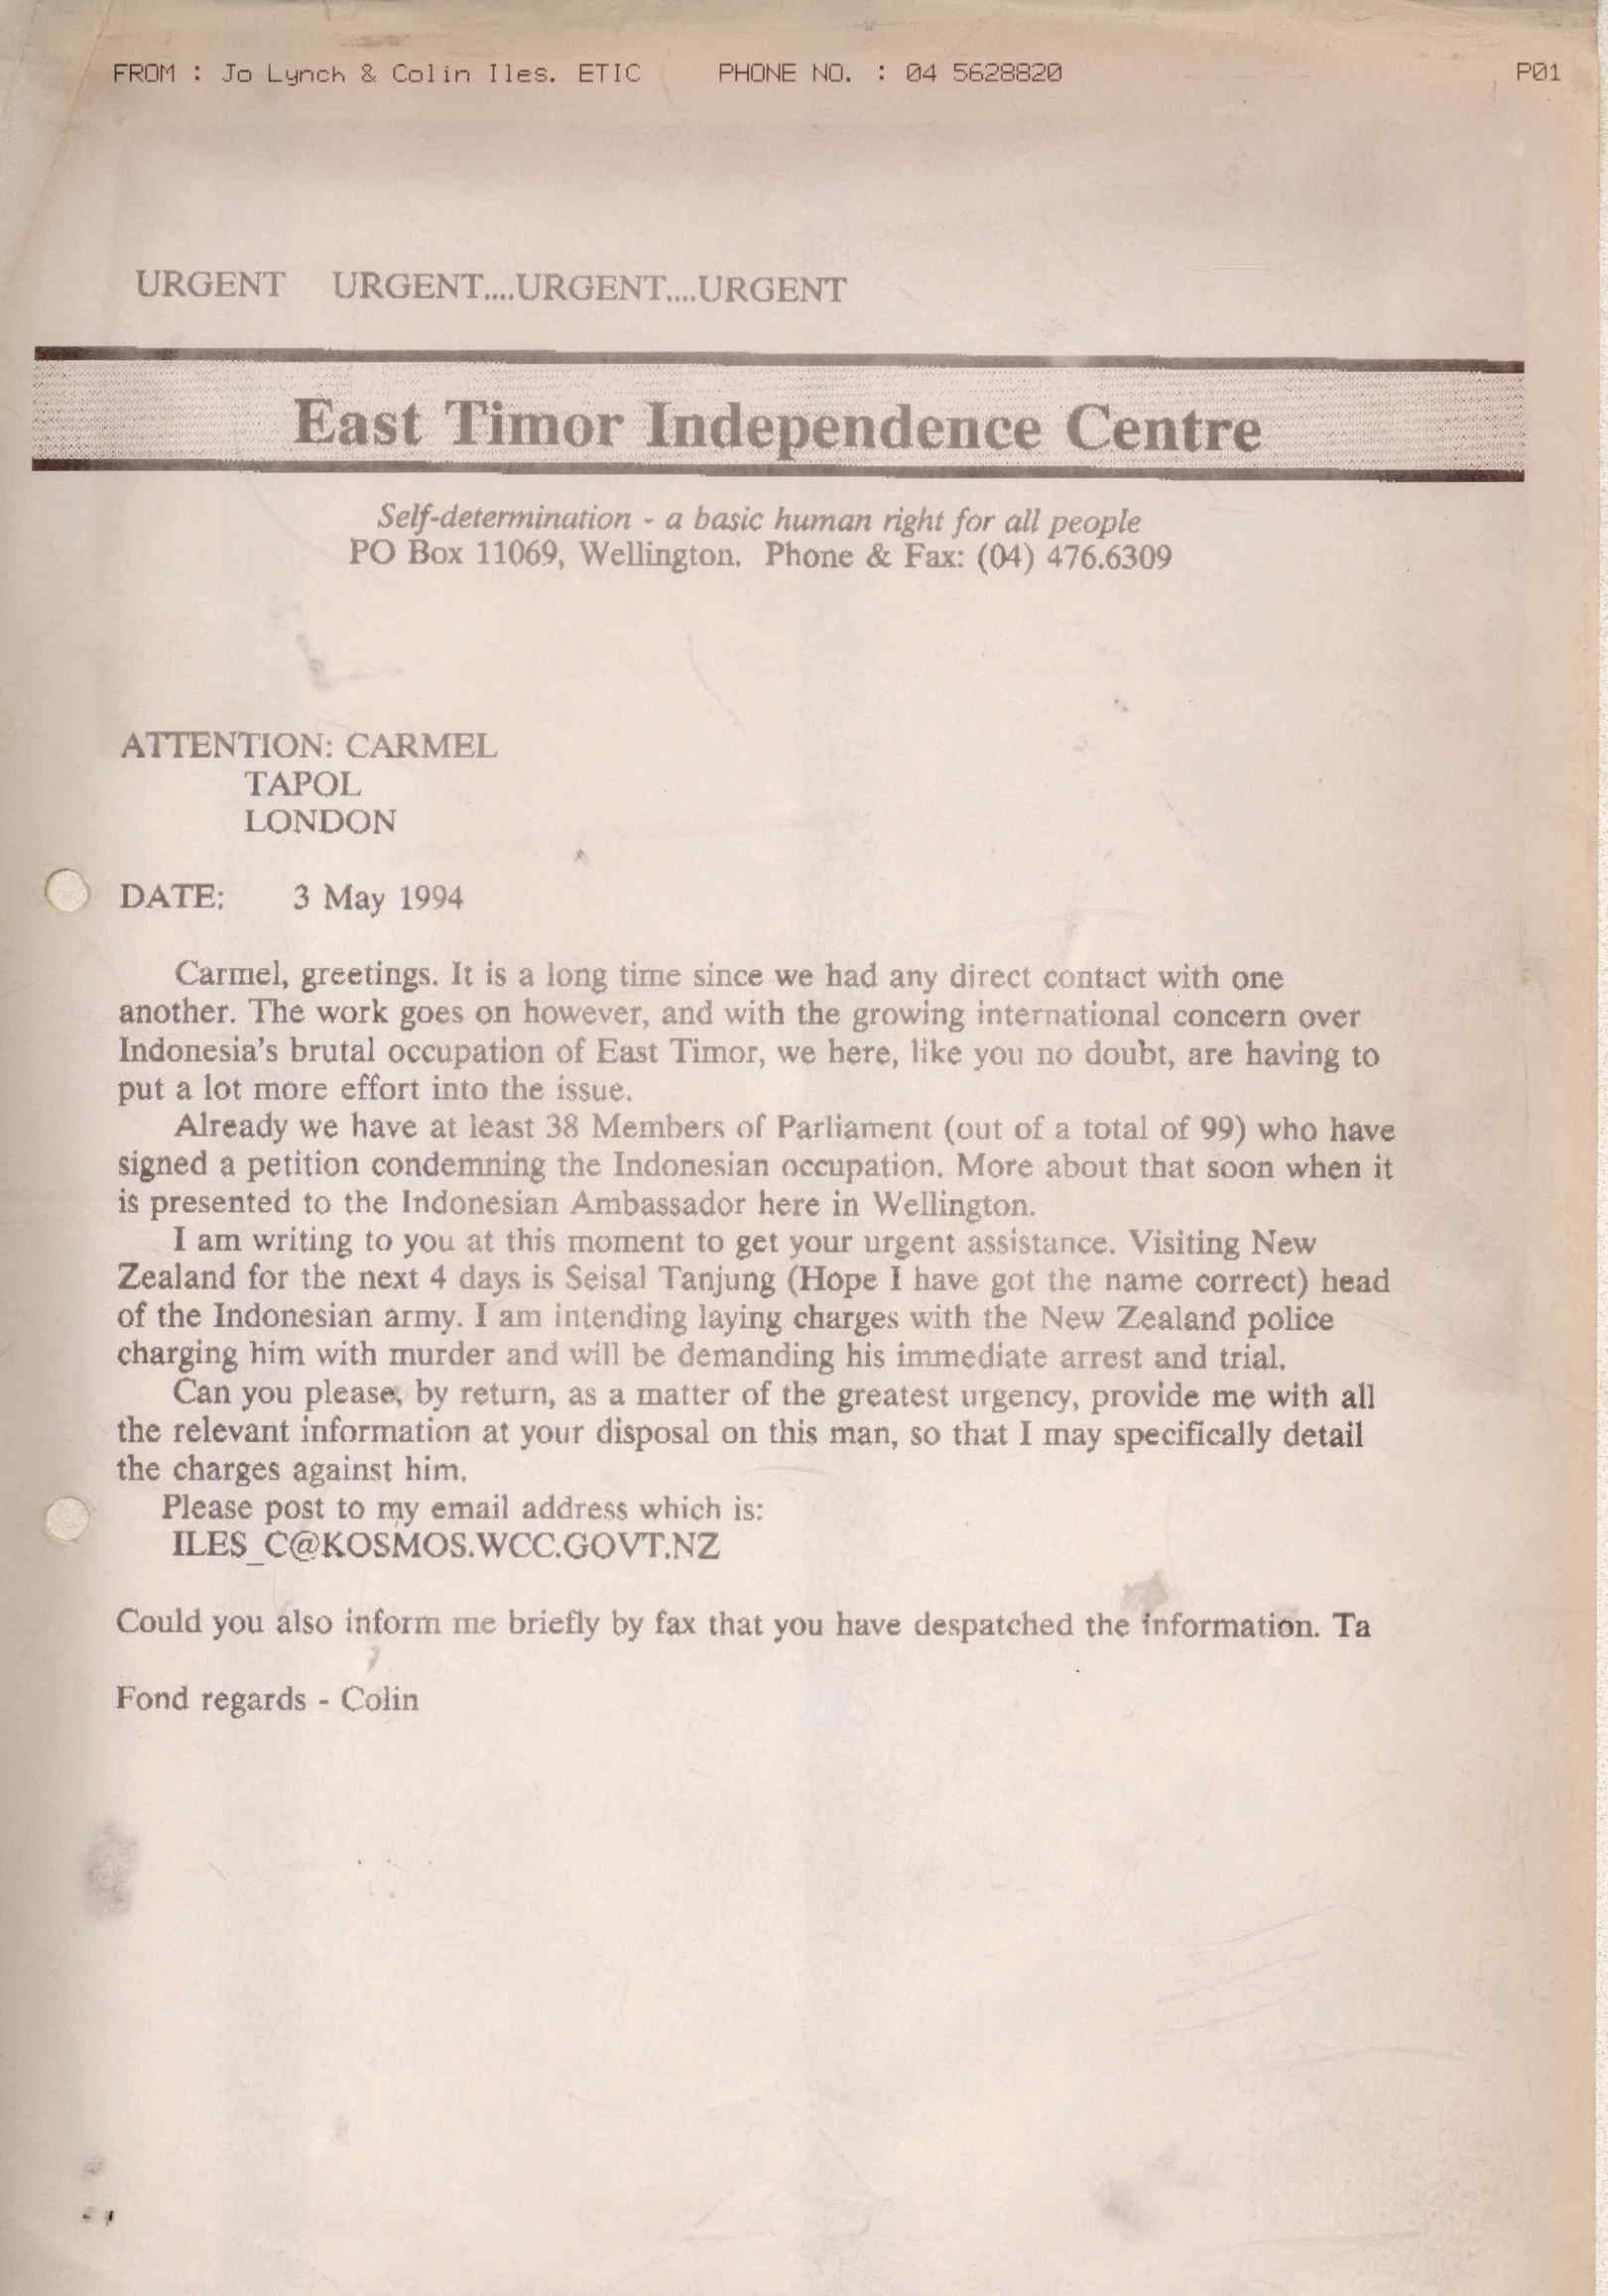 FROM : Jo Lynch & Colin Iles. ETIC PHONE NO. : 04 5628820 P01
URGENT URGENT....URGENT....URGENT
East Timor Independence Centre
Self-determination - a basic human right for all people
PO Box 11069, Wellington. Phone & Fax: (04) 476.6309
ATTENTION: CARMEL
TAPOL
LONDON
DATE: 3 May 1994
Carmel, greetings. It is a long time since we had any direct contact with one
another. The work goes on however, and with the growing international concern over
Indonesia's brutal occupation of East Timor, we here, like you no doubt, are having to
put a lot more effort into the issue.
Already we have at least 38 Members of Parliament (out of a total of 99) who have
signed a petition condemning the Indonesian occupation. More about that soon when it
is presented to the Indonesian Ambassador here in Wellington.
I am writing to you at this moment to get your urgent assistance. Visiting New
Zealand for the next 4 days is Seisal Tanjung (Hope I have got the name correct) head
of the Indonesian army. I am intending laying charges with the New Zealand police
charging him with murder and will be demanding his immediate arrest and trial.
Can you please, by return, as a matter of the greatest urgency, provide me with all
the relevant information at your disposal on this man, so that I may specifically detail
the charges against him.
Please post to my email address which is:
ILES_C@KOSMOS.WCC.GOVT.NZ
Could you also inform me briefly by fax that you have despatched the information. Ta
Fond regards - Colin